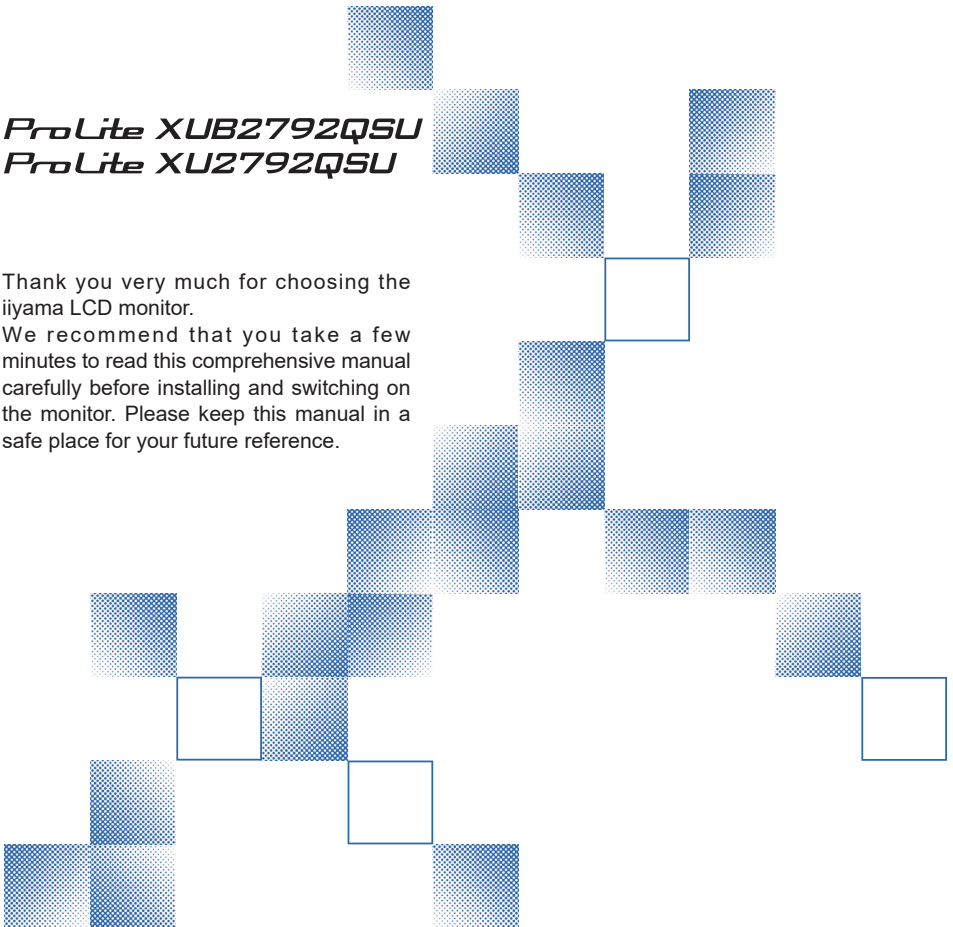 ProLite XUB2792QSU
ProLite XU2792QSU
Thank you very much for choosing the
iiyama LCD monitor.
We recommend that you take a few
minutes to read this comprehensive manual
carefully before installing and switching on
the monitor. Please keep this manual in a
safe place for your future reference.